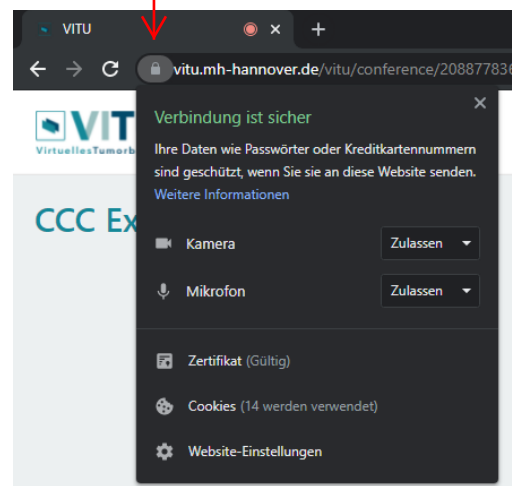 VITU
vitu.mh-hannover.de/vitu/conference/20887783
VIT
VirtuellesTumorb
CCC Ex
Verbindung ist sicher
Ihre Daten wie Passwörter oder Kreditkartennummern
sind geschützt, wenn Sie sie an diese Website senden.
Weitere Informationen
Kamera
Zulassen
Mikrofon
Zulassen
Zertifikat (Gültig)
Cookies (14 werden verwendet)
Website-Einstellungen